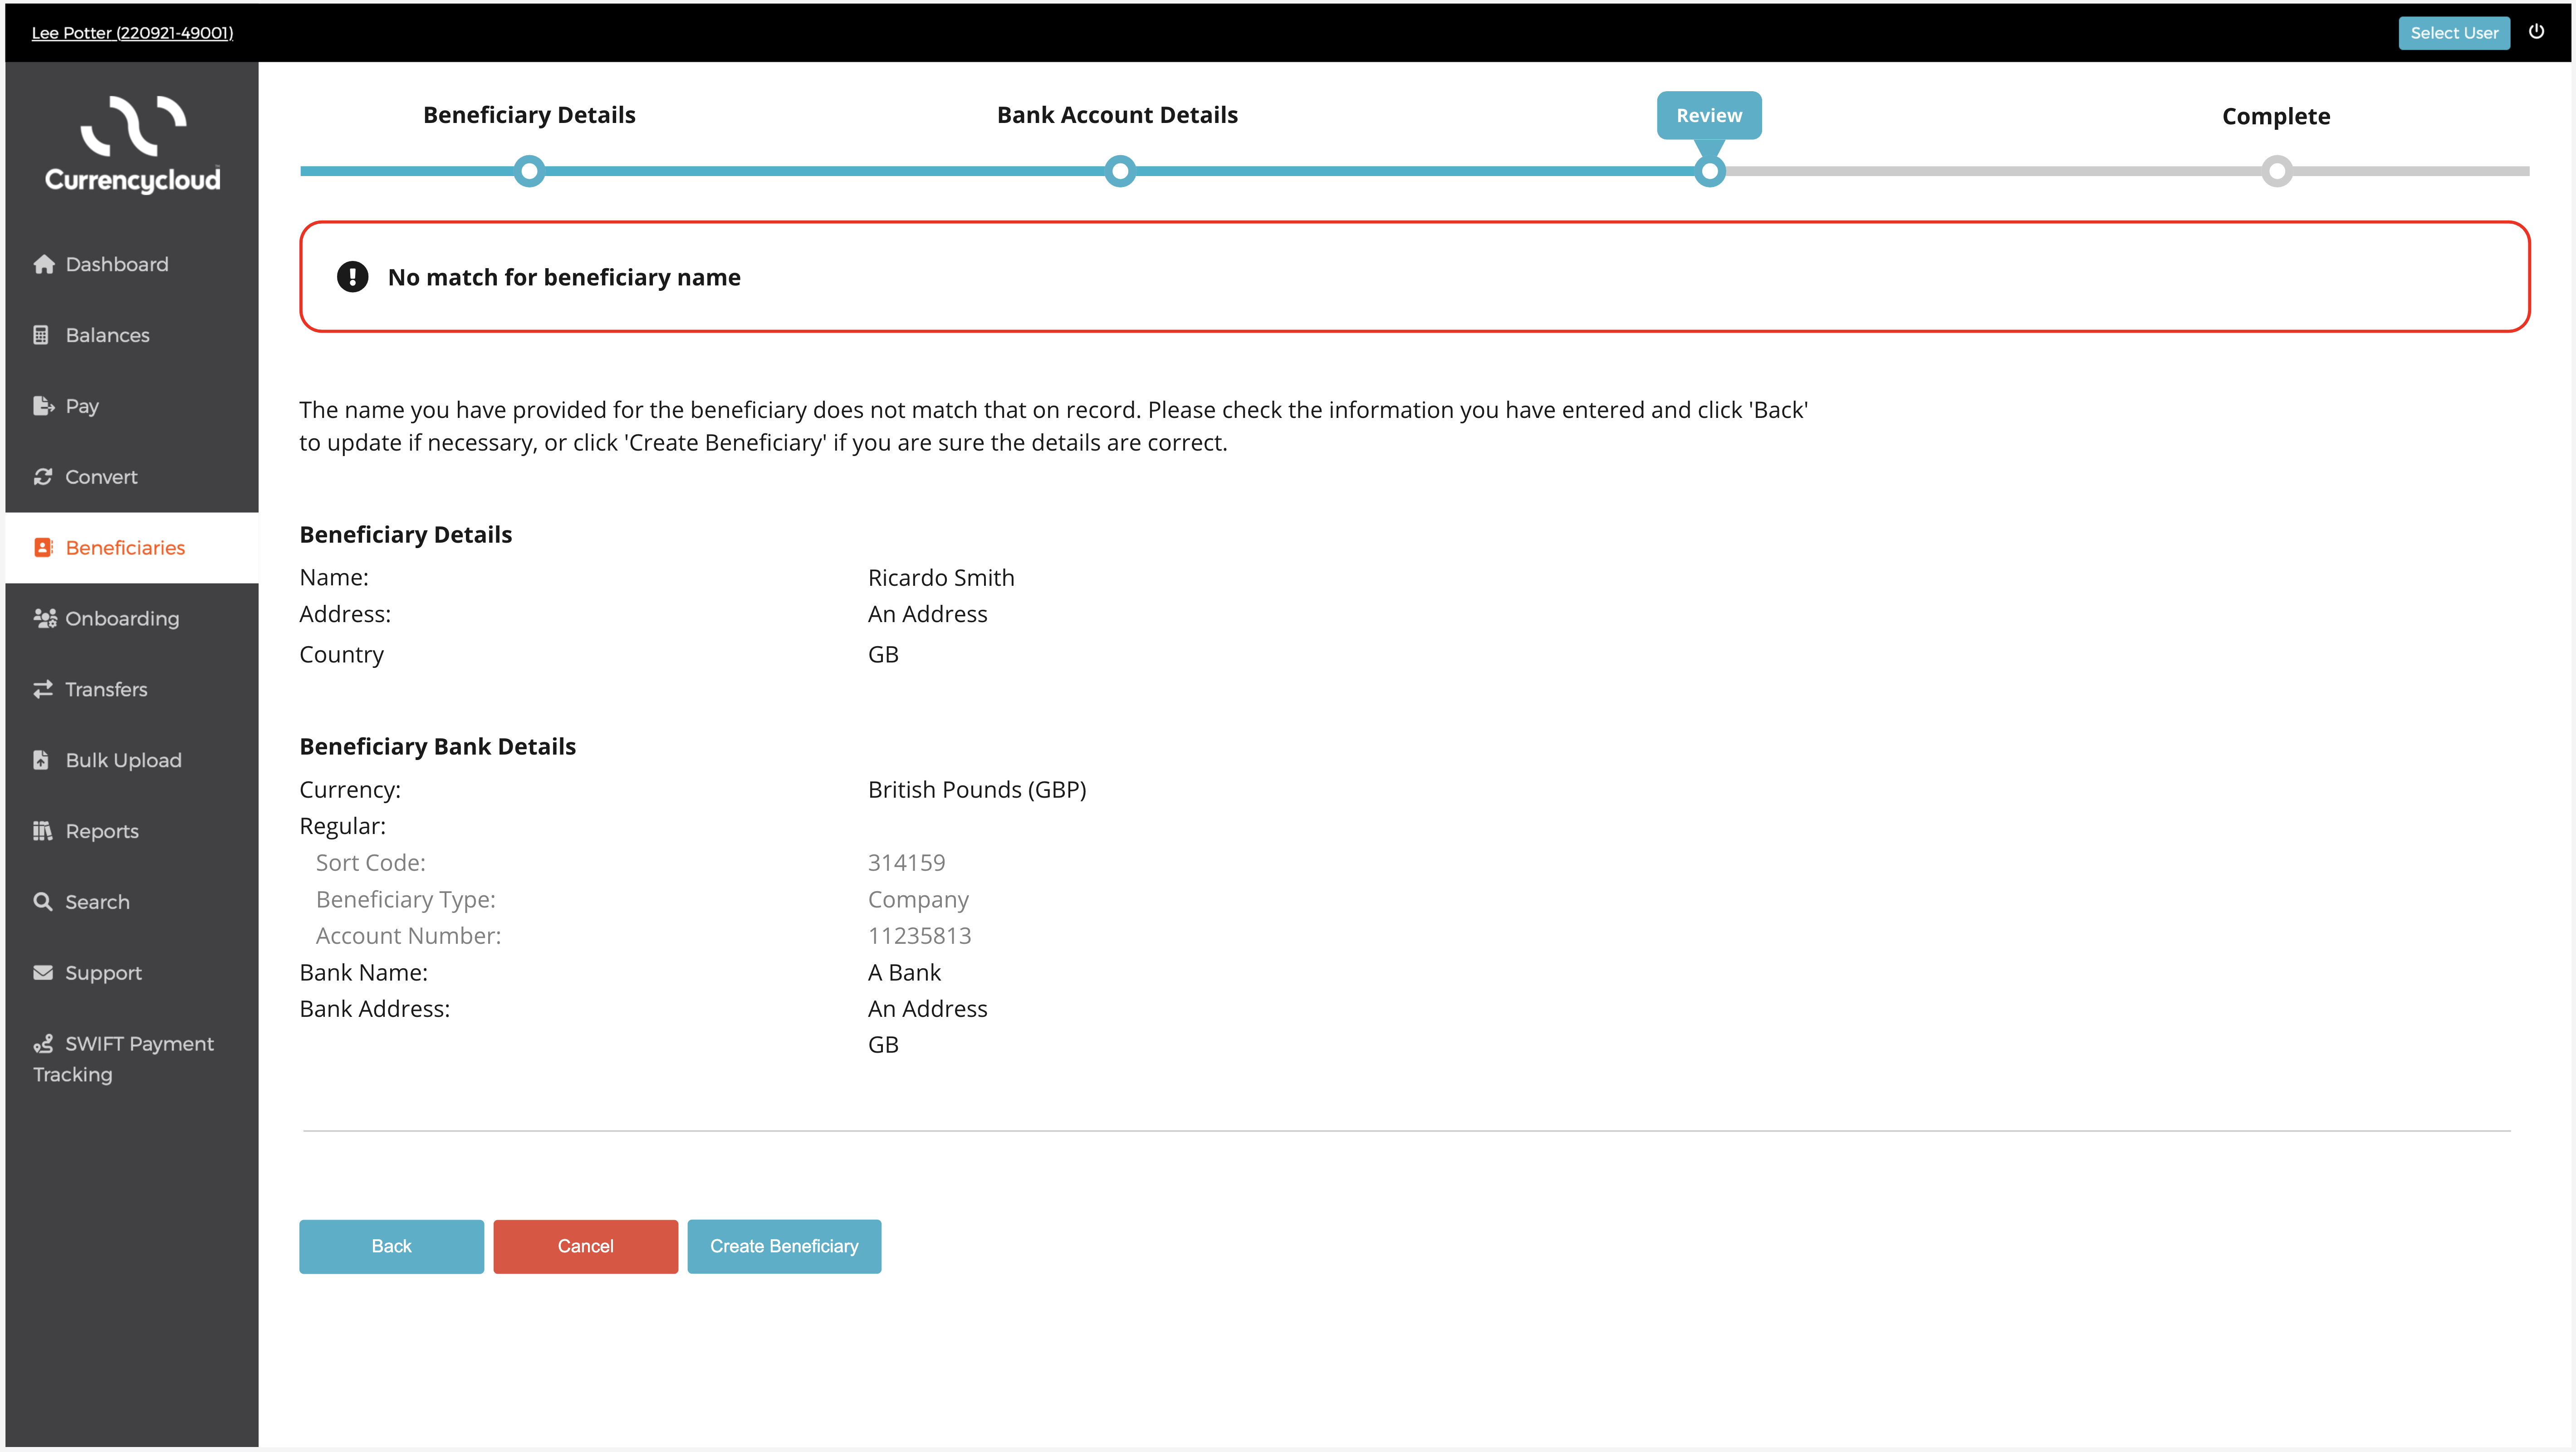 Lee Potter (220921-49001)
Select User
Currencycloud
Dashboard
Balances
Pay
Convert
Beneficiaries
Onboarding
Transfers
Bulk Upload
Reports
Search
Support
SWIFT Payment
Tracking
Beneficiary Details
Bank Account Details
Review
Complete
No match for beneficiary name
The name you have provided for the beneficiary does not match that on record. Please check the information you have entered and click 'Back'
to update if necessary, or click 'Create Beneficiary' if you are sure the details are correct.
Beneficiary Details
Name: Ricardo Smith
Address: An Address
Country GB
Beneficiary Bank Details
Currency: British Pounds (GBP)
Regular:
Sort Code: 314159
Beneficiary Type: Company
Account Number: 11235813
Bank Name: A Bank
Bank Address: An Address
GB
Back
Cancel
Create Beneficiary